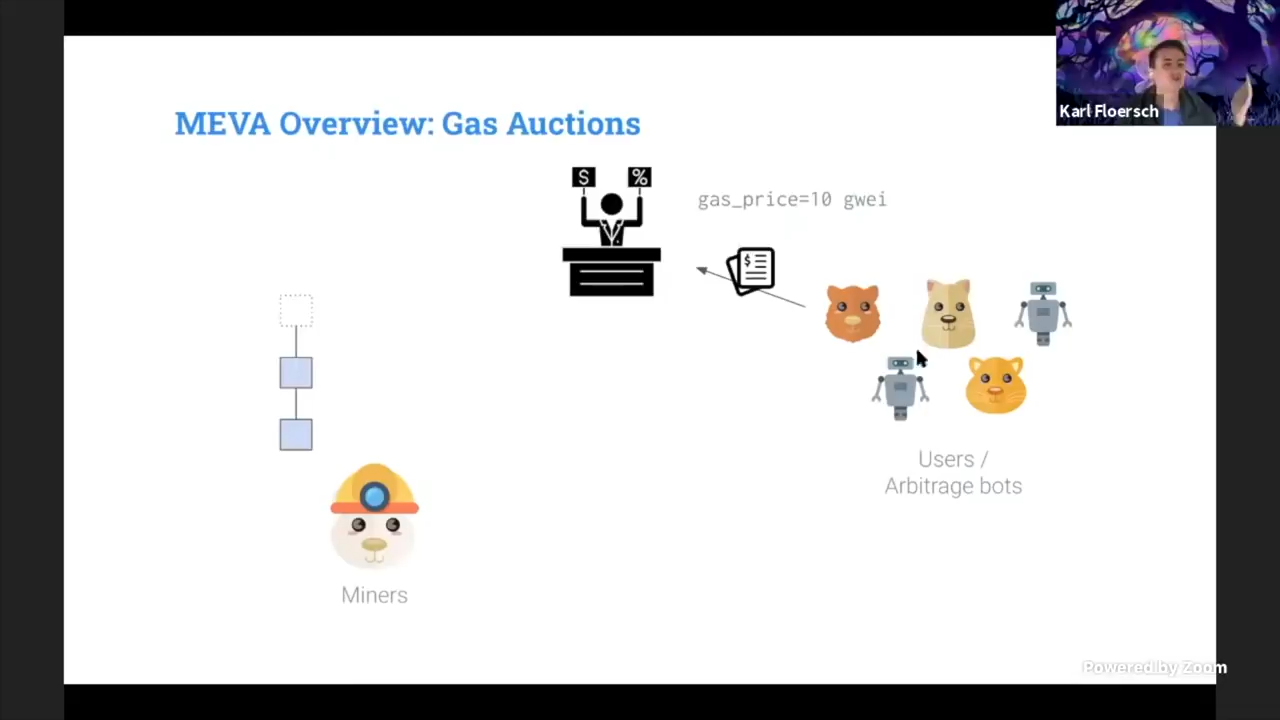 Karl Floersch
MEVA Overview: Gas Auctions
$ %
gas_price=10 gwei
$
Users /
Arbitrage bots
Miners
Powered by Zoom